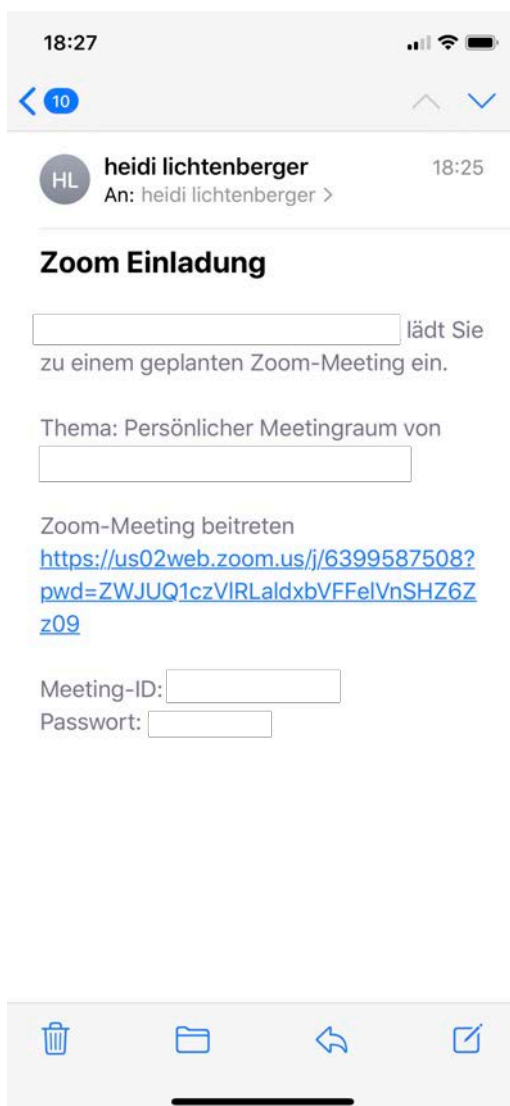 18:27
10
HL heidi lichtenberger 18:25
An: heidi lichtenberger >
Zoom Einladung
lädt Sie
zu einem geplanten Zoom-Meeting ein.
Thema: Persönlicher Meetingraum von
Zoom-Meeting beitreten
https://us02web.zoom.us/j/6399587508?
pwd=ZWJUQ1czVlRLaldxbVFFelVnSHZ6Z
z09
Meeting-ID:
Passwort: